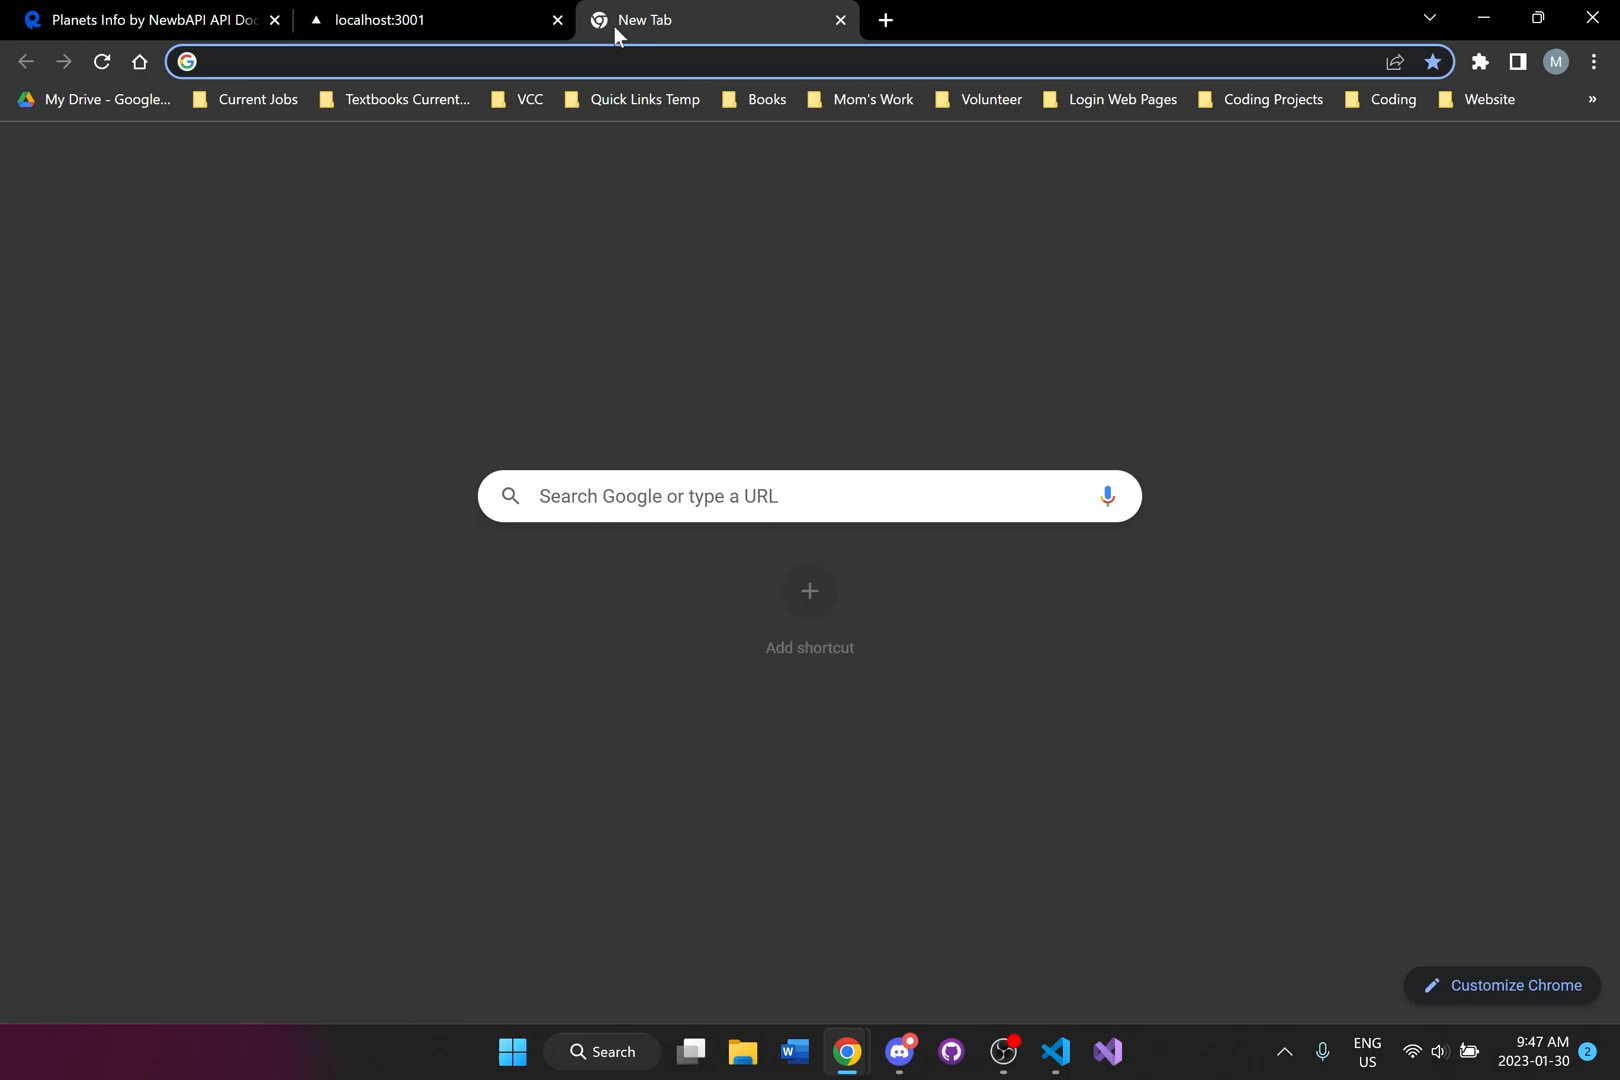 Planets Info by NewbAPI API Doc
localhost:3001
New Tab
My Drive - Google...
Current Jobs
Textbooks Current...
VCC
Quick Links Temp
Books
Mom's Work
Volunteer
Login Web Pages
Coding Projects
Coding
Website
»
M
Search Google or type a URL
Add shortcut
Customize Chrome
Search
ENG
US
9:47 AM
2023-01-30
2